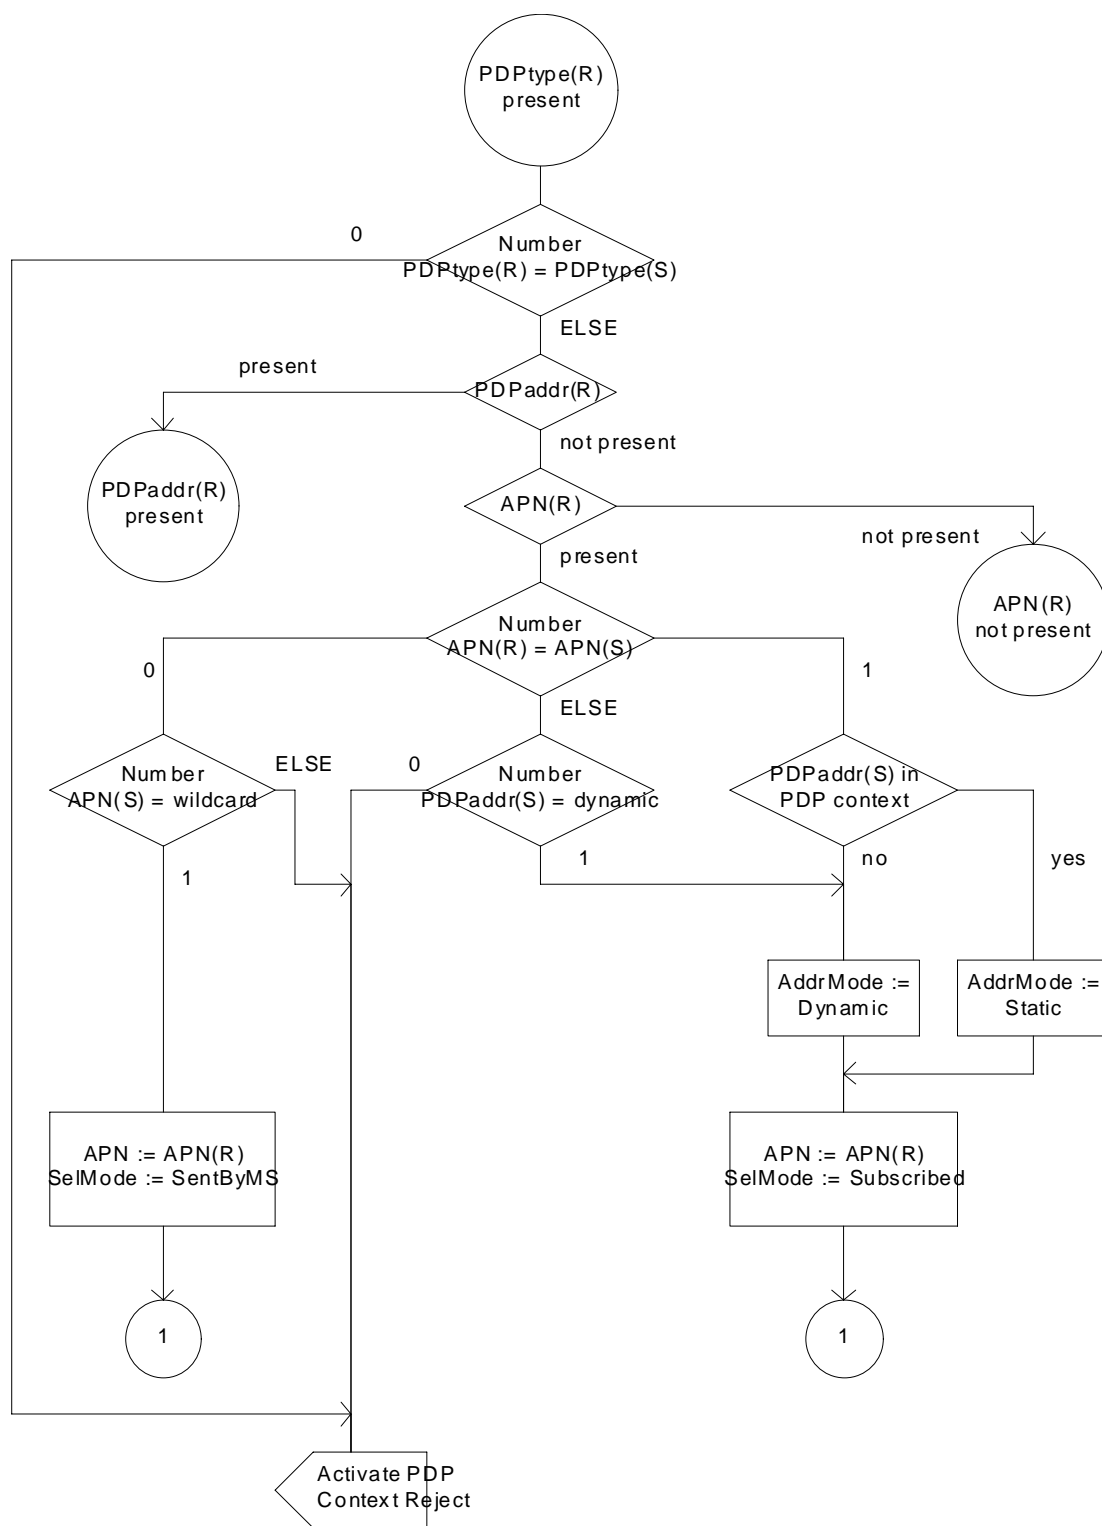 PDPtype(R)
present
0
Number
PDPtype(R) = PDPtype(S)
ELSE
present
PDPaddr(R)
not present
PDPaddr(R)
present
APN(R)
not present
present
APN(R)
not present
Number
APN(R) = APN(S)
0
1
ELSE
ELSE
0
Number
APN(S) = wildcard
Number
PDPaddr(S) = dynamic
PDPaddr(S) in
PDP context
1
1
no
yes
AddrMode :=
Dynamic
AddrMode :=
Static
APN := APN(R)
SelMode := SentByMS
APN := APN(R)
SelMode := Subscribed
1
1
Activate PDP
Context Reject